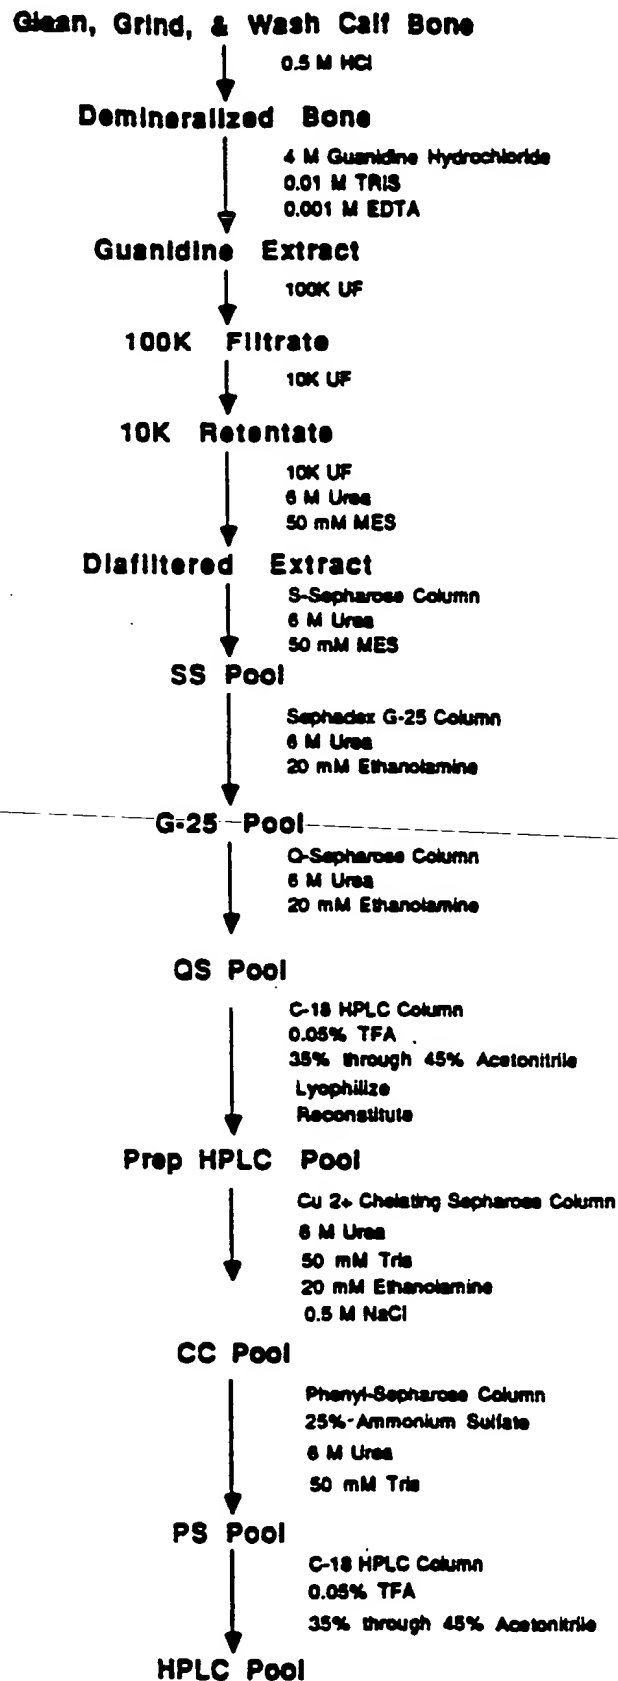 Clean, Grind, & Wash Calf Bone
0.5 M HCl
Demineralized Bone
4 M Guanidine Hydrochloride
0.01 M TRIS
0.001 M EDTA
Guanidine Extract
100K UF
100K Filtrate
10K UF
10K Retentate
10K UF
6 M Urea
50 mM MES
Diafiltered Extract
S-Sepharose Column
6 M Urea
50 mM MES
SS Pool
Sephadex G-25 Column
6 M Urea
20 mM Ethanolamine
G-25 Pool
Q-Sepharose Column
6 M Urea
20 mM Ethanolamine
QS Pool
C-18 HPLC Column
0.05% TFA
35% through 45% Acetonitrile
Lyophilize
Reconstitute
Prep HPLC Pool
Cu 2+ Chelating Sepharose Column
6 M Urea
50 mM Tris
20 mM Ethanolamine
0.5 M NaCl
CC Pool
Phenyl-Sepharose Column
25%-Ammonium Sulfate
6 M Urea
50 mM Tris
PS Pool
C-18 HPLC Column
0.05% TFA
35% through 45% Acetonitrile
HPLC Pool